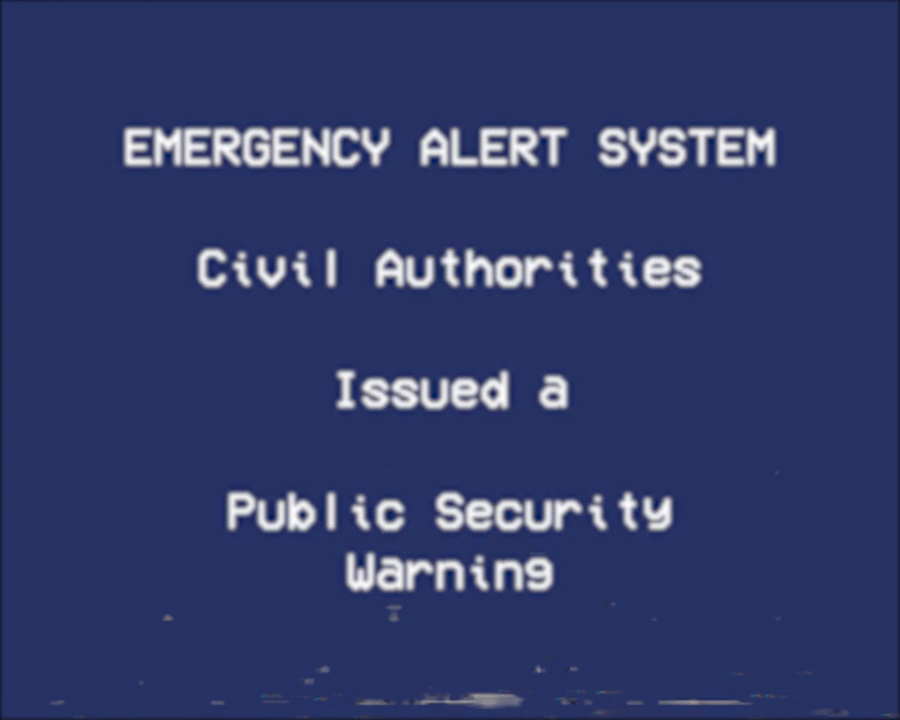 EMERGENCY ALERT SYSTEM
Civil Authorities
Issued a
Public Security
Warning